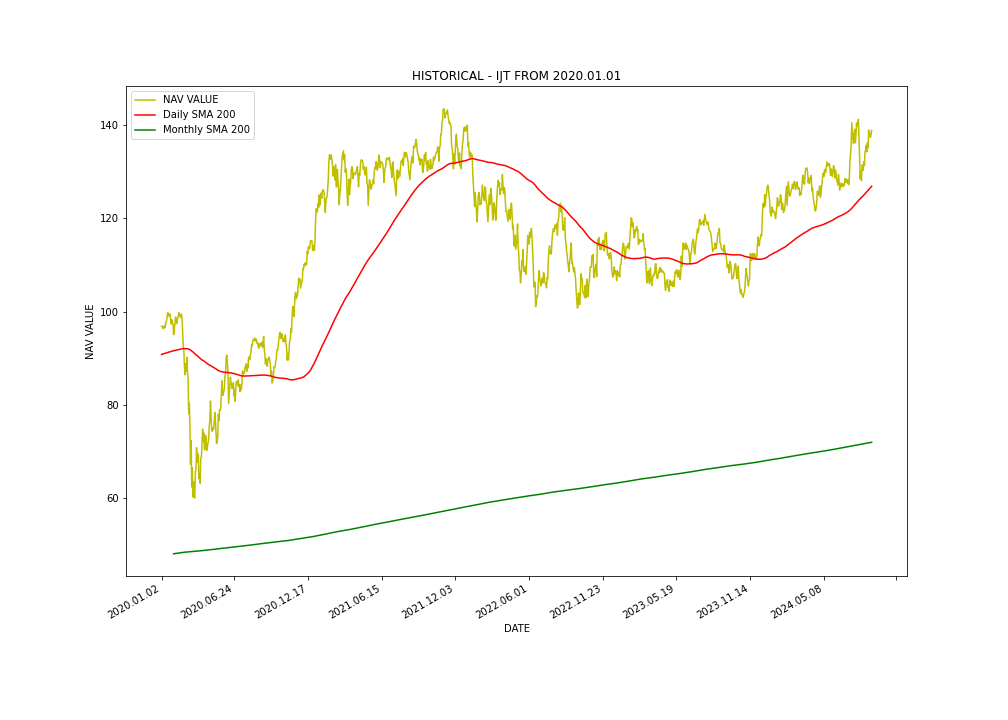 HISTORICAL - IJT FROM 2020.01.01
NAV VALUE
Daily SMA 200
Monthly SMA 200
NAV VALUE
140
120
100
80
60
2020.01.02
2020.06.24
2020.12.17
2021.06.15
2021.12.03
2022.06.01
2022.11.23
2023.05.19
2023.11.14
2024.05.08
DATE